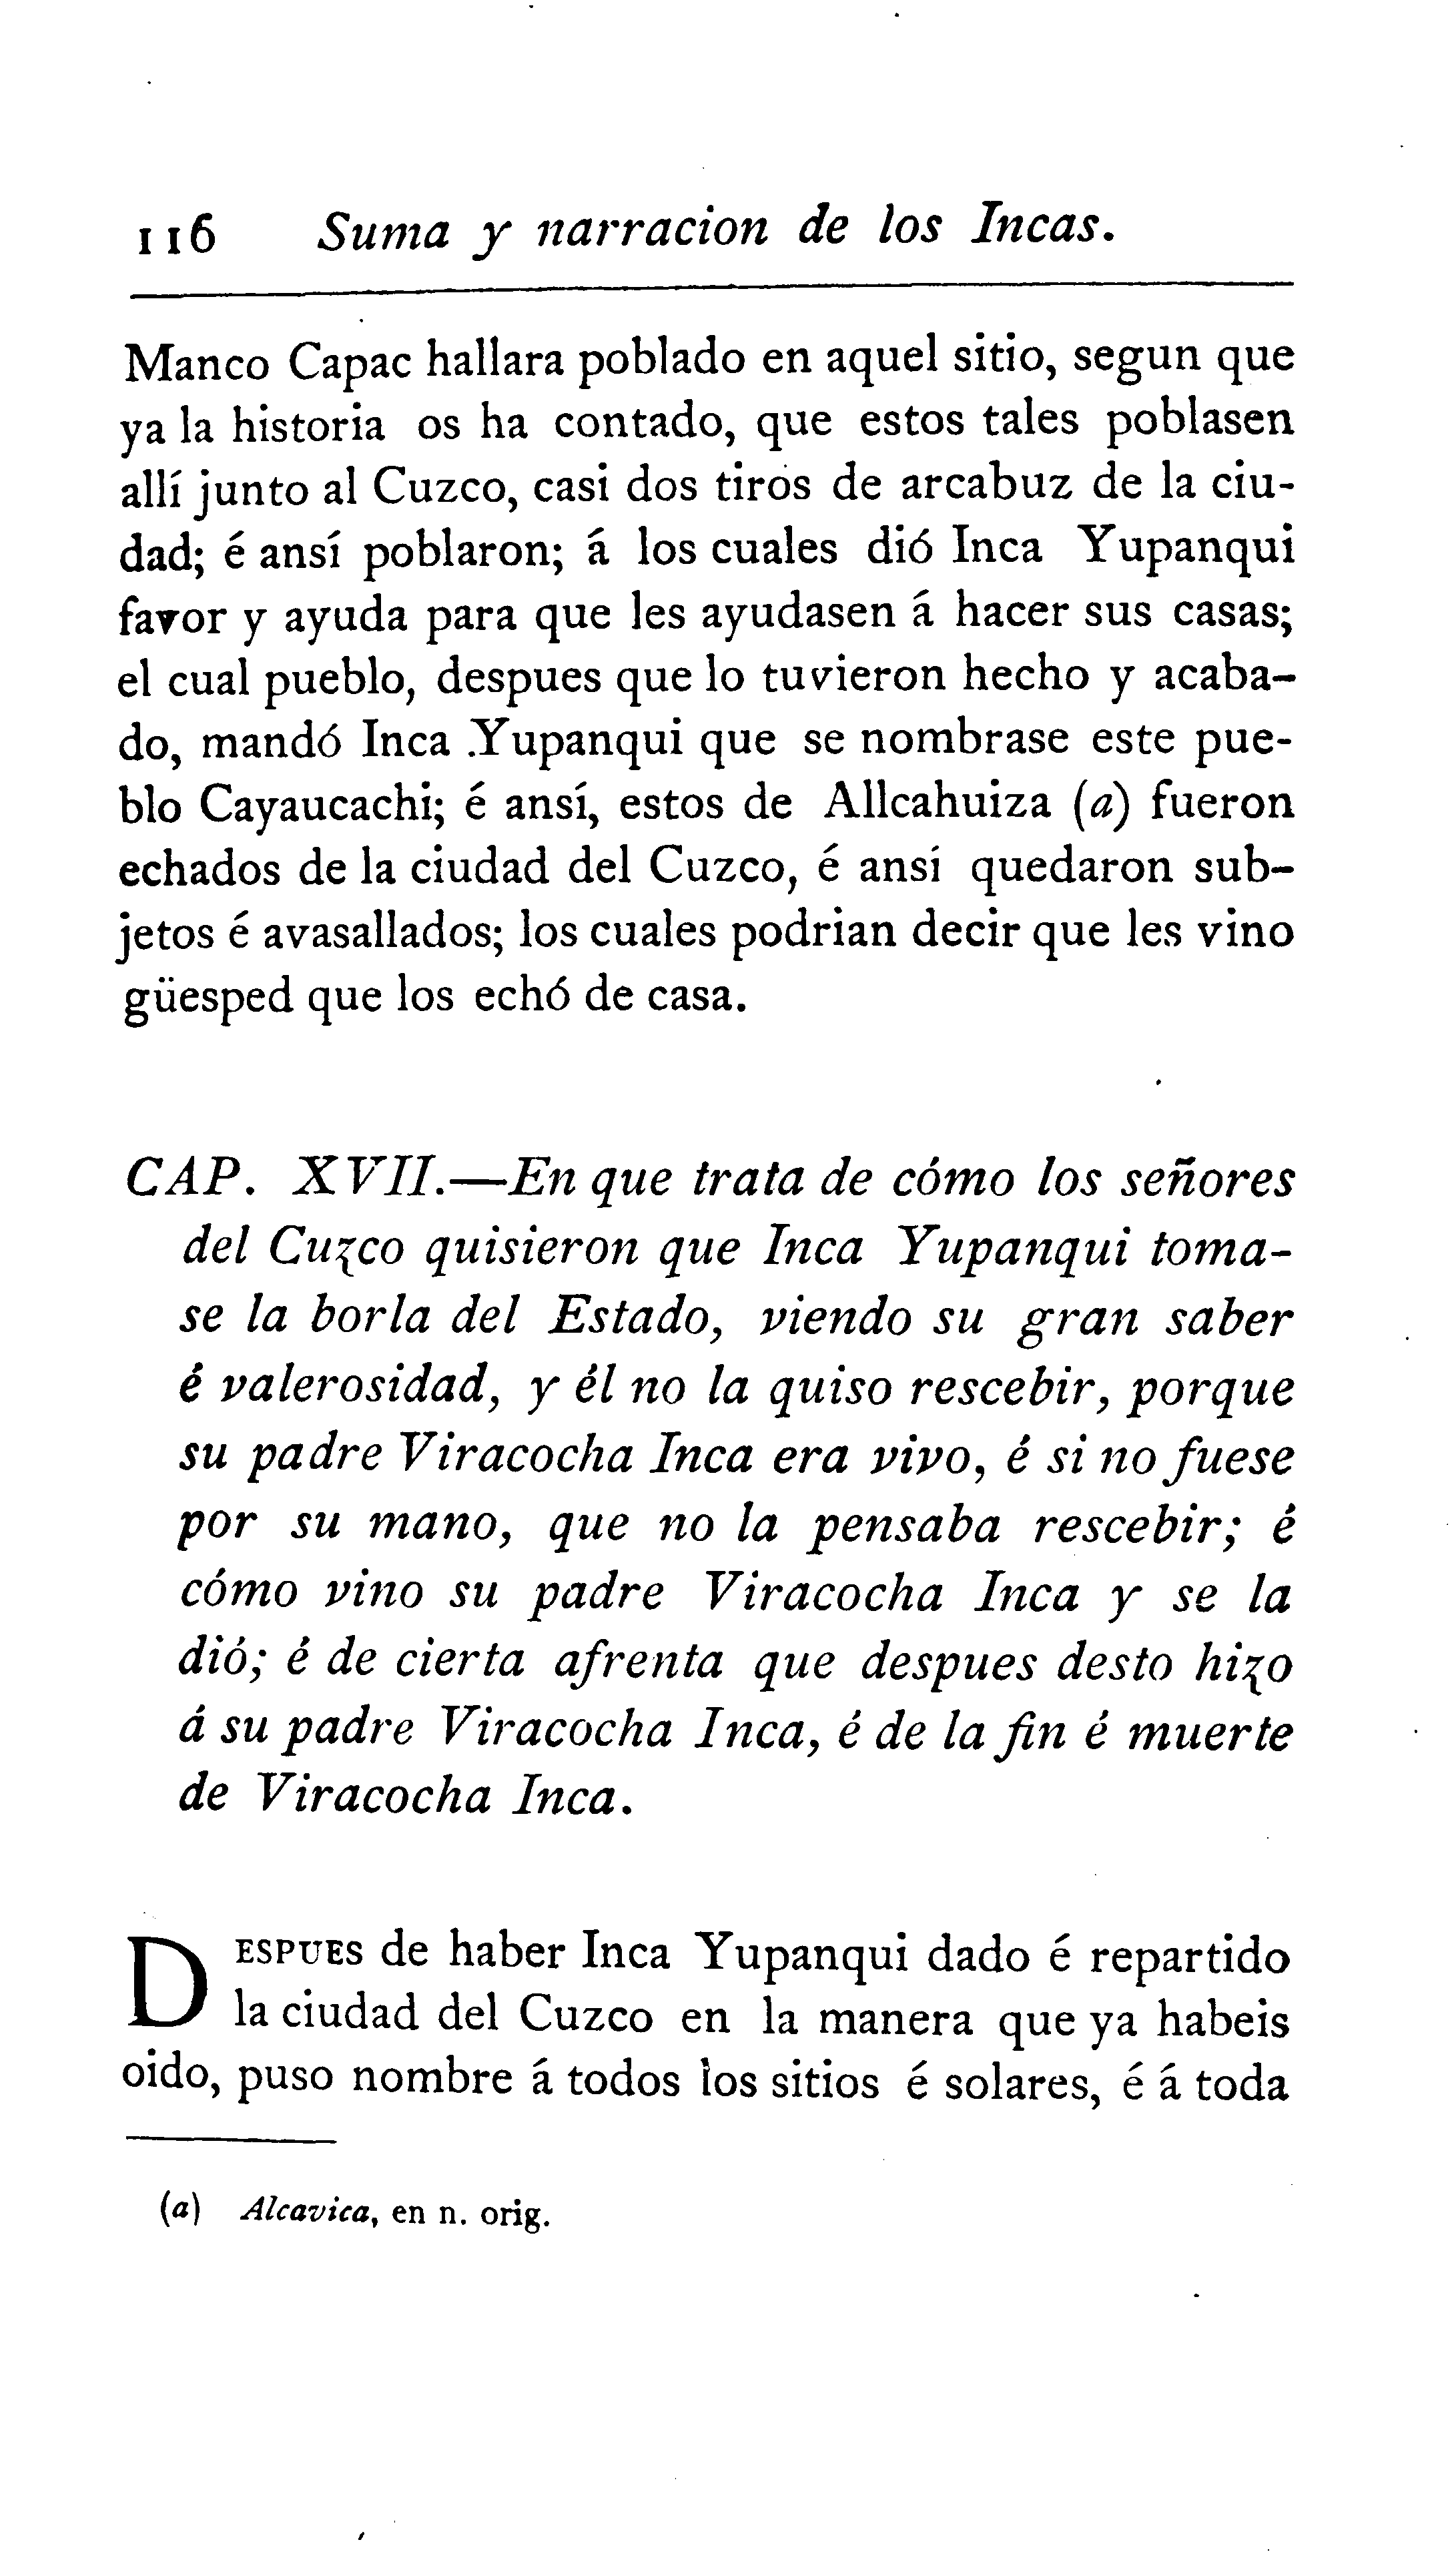 116 Suma y narracion de los Incas.
Manco Capac hallara poblado en aquel sitio, segun que
ya la historia os ha contado, que estos tales poblasen
allí junto al Cuzco, casi dos tiros de arcabuz de la ciu-
dad; é ansí poblaron; á los cuales dió Inca Yupanqui
favor y ayuda para que les ayudasen á hacer sus casas;
el cual pueblo, despues que lo tuvieron hecho y acaba-
do, mandó Inca Yupanqui que se nombrase este pue-
blo Cayaucachi; é ansí, estos de Allcahuiza (a) fueron
echados de la ciudad del Cuzco, é ansí quedaron sub-
jetos é avasallados; los cuales podrian decir que les vino
güesped que los echó de casa.
CAP. XVII.—En que trata de cómo los señores
del Cuzco quisieron que Inca Yupanqui toma-
se la borla del Estado, viendo su gran saber
é valerosidad, y él no la quiso rescebir, porque
su padre Viracocha Inca era vivo, é si no fuese
por su mano, que no la pensaba rescebir; é
cómo vino su padre Viracocha Inca y se la
dió; é de cierta afrenta que despues desto hizo
á su padre Viracocha Inca, é de la fin é muerte
de Viracocha Inca.
DESPUES de haber Inca Yupanqui dado é repartido
la ciudad del Cuzco en la manera que ya habeis
oido, puso nombre á todos los sitios é solares, é á toda
(a) Alcavica, en n. orig.